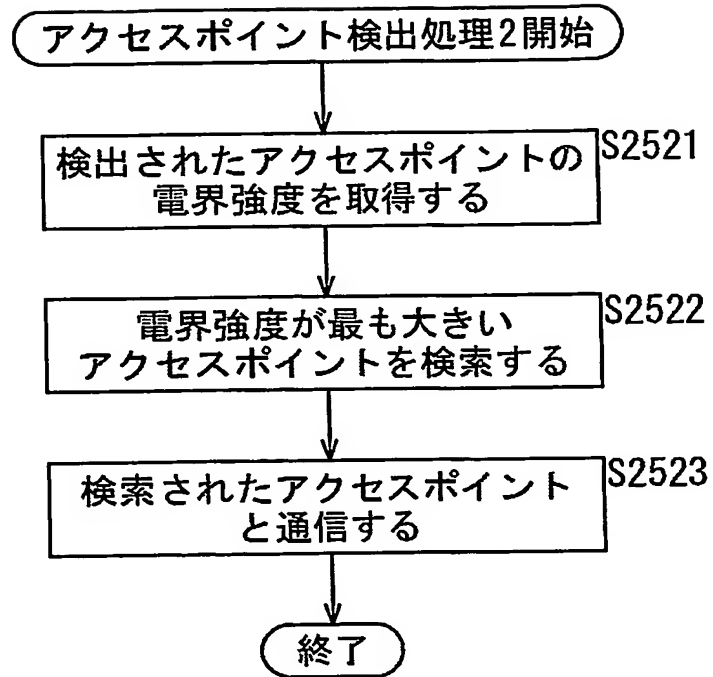 アクセスポイント検出処理2開始
検出されたアクセスポイントの
電界強度を取得する
S2521
電界強度が最も大きい
アクセスポイントを検索する
S2522
検索されたアクセスポイント
と通信する
S2523
終了